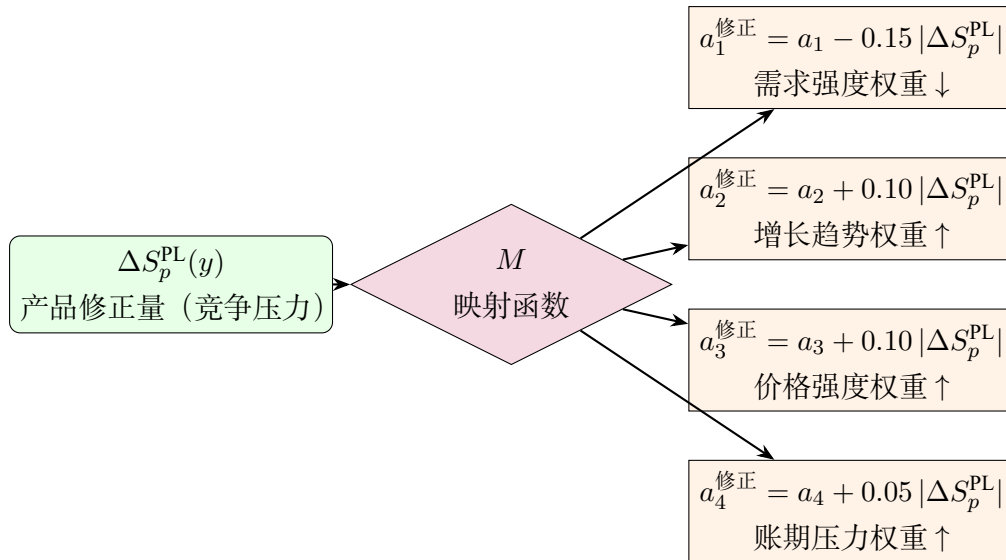 ΔS_p^PL(y)
产品修正量（竞争压力）
M
映射函数
a_1^修正 = a_1 − 0.15 |ΔS_p^PL|
需求强度权重↓
a_2^修正 = a_2 + 0.10 |ΔS_p^PL|
增长趋势权重↑
a_3^修正 = a_3 + 0.10 |ΔS_p^PL|
价格强度权重↑
a_4^修正 = a_4 + 0.05 |ΔS_p^PL|
账期压力权重↑